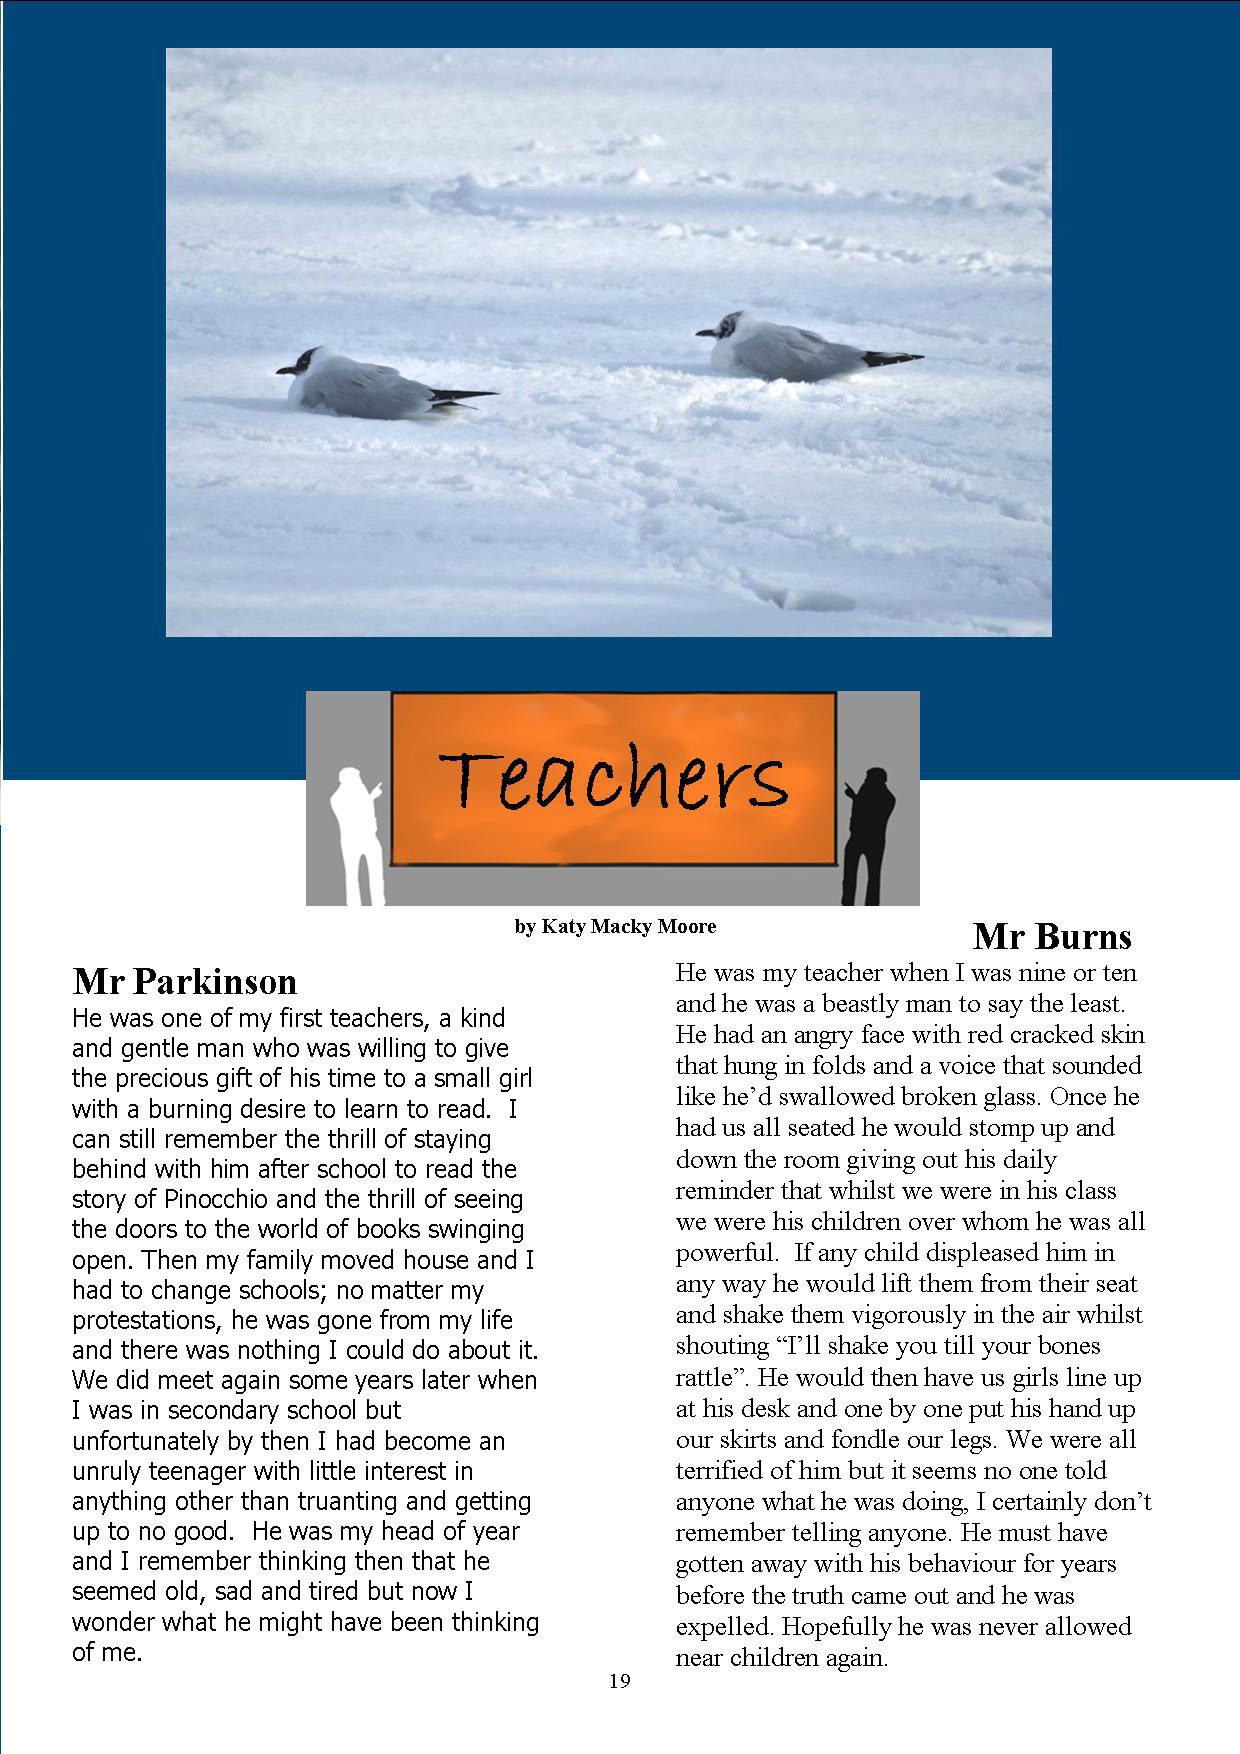 Teachers
by Katy Macky Moore
Mr Parkinson
He was one of my first teachers, a kind
and gentle man who was willing to give
the precious gift of his time to a small girl
with a burning desire to learn to read.  I
can still remember the thrill of staying
behind with him after school to read the
story of Pinocchio and the thrill of seeing
the doors to the world of books swinging
open. Then my family moved house and I
had to change schools; no matter my
protestations, he was gone from my life
and there was nothing I could do about it.
We did meet again some years later when
I was in secondary school but
unfortunately by then I had become an
unruly teenager with little interest in
anything other than truanting and getting
up to no good.  He was my head of year
and I remember thinking then that he
seemed old, sad and tired but now I
wonder what he might have been thinking
of me.
Mr Burns
He was my teacher when I was nine or ten
and he was a beastly man to say the least.
He had an angry face with red cracked skin
that hung in folds and a voice that sounded
like he’d swallowed broken glass. Once he
had us all seated he would stomp up and
down the room giving out his daily
reminder that whilst we were in his class
we were his children over whom he was all
powerful.  If any child displeased him in
any way he would lift them from their seat
and shake them vigorously in the air whilst
shouting “I’ll shake you till your bones
rattle”. He would then have us girls line up
at his desk and one by one put his hand up
our skirts and fondle our legs. We were all
terrified of him but it seems no one told
anyone what he was doing, I certainly don’t
remember telling anyone. He must have
gotten away with his behaviour for years
before the truth came out and he was
expelled. Hopefully he was never allowed
near children again.
19